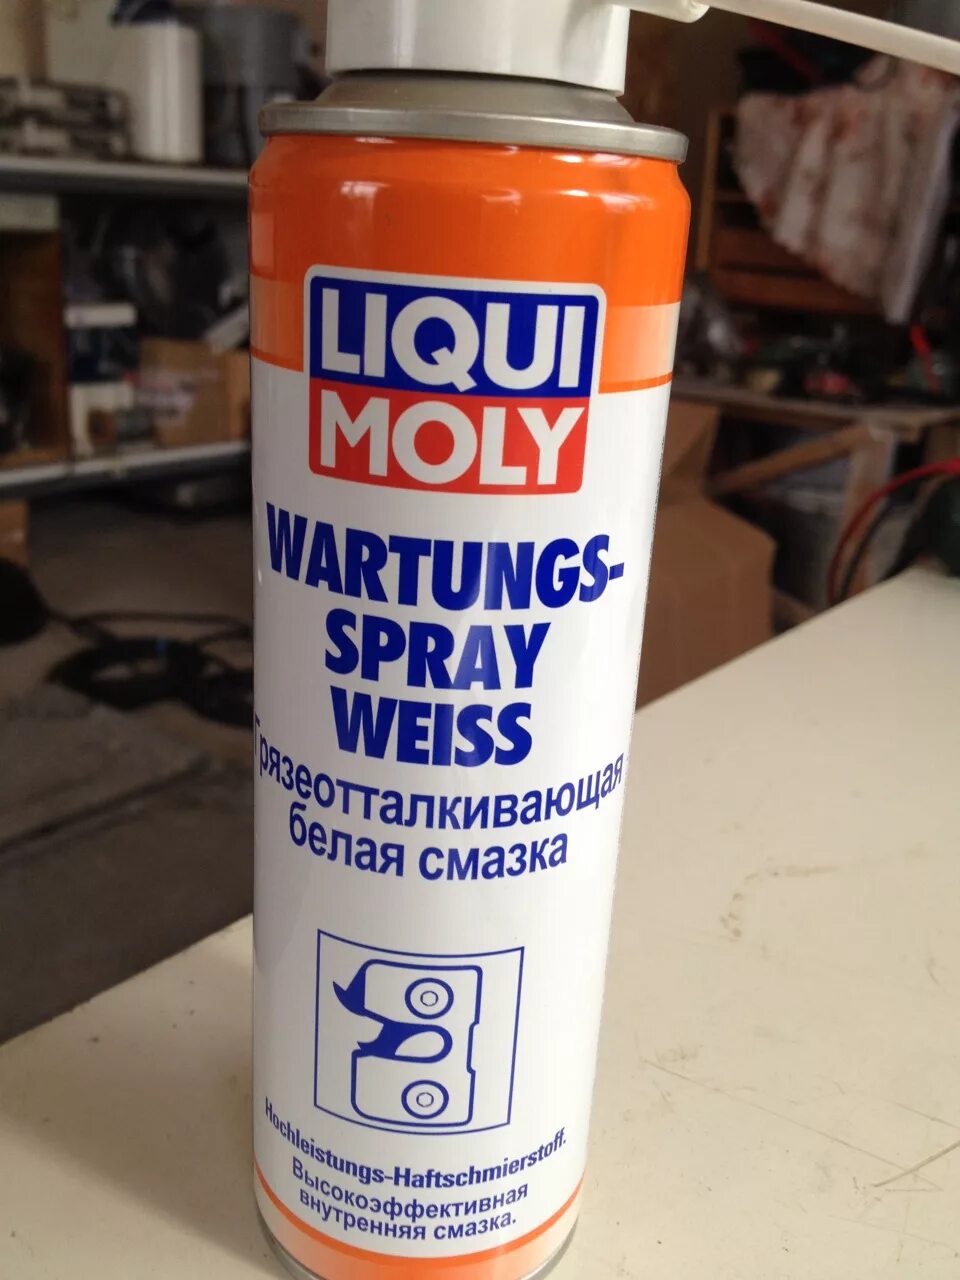 LIQUI
MOLY
WARTUNGS-
SPRAY
WEISS
Грязеотталкивающая
белая смазка
Hochleistungs-Haftschmierstoff.
Высокоэффективная
внутренняя смазка.